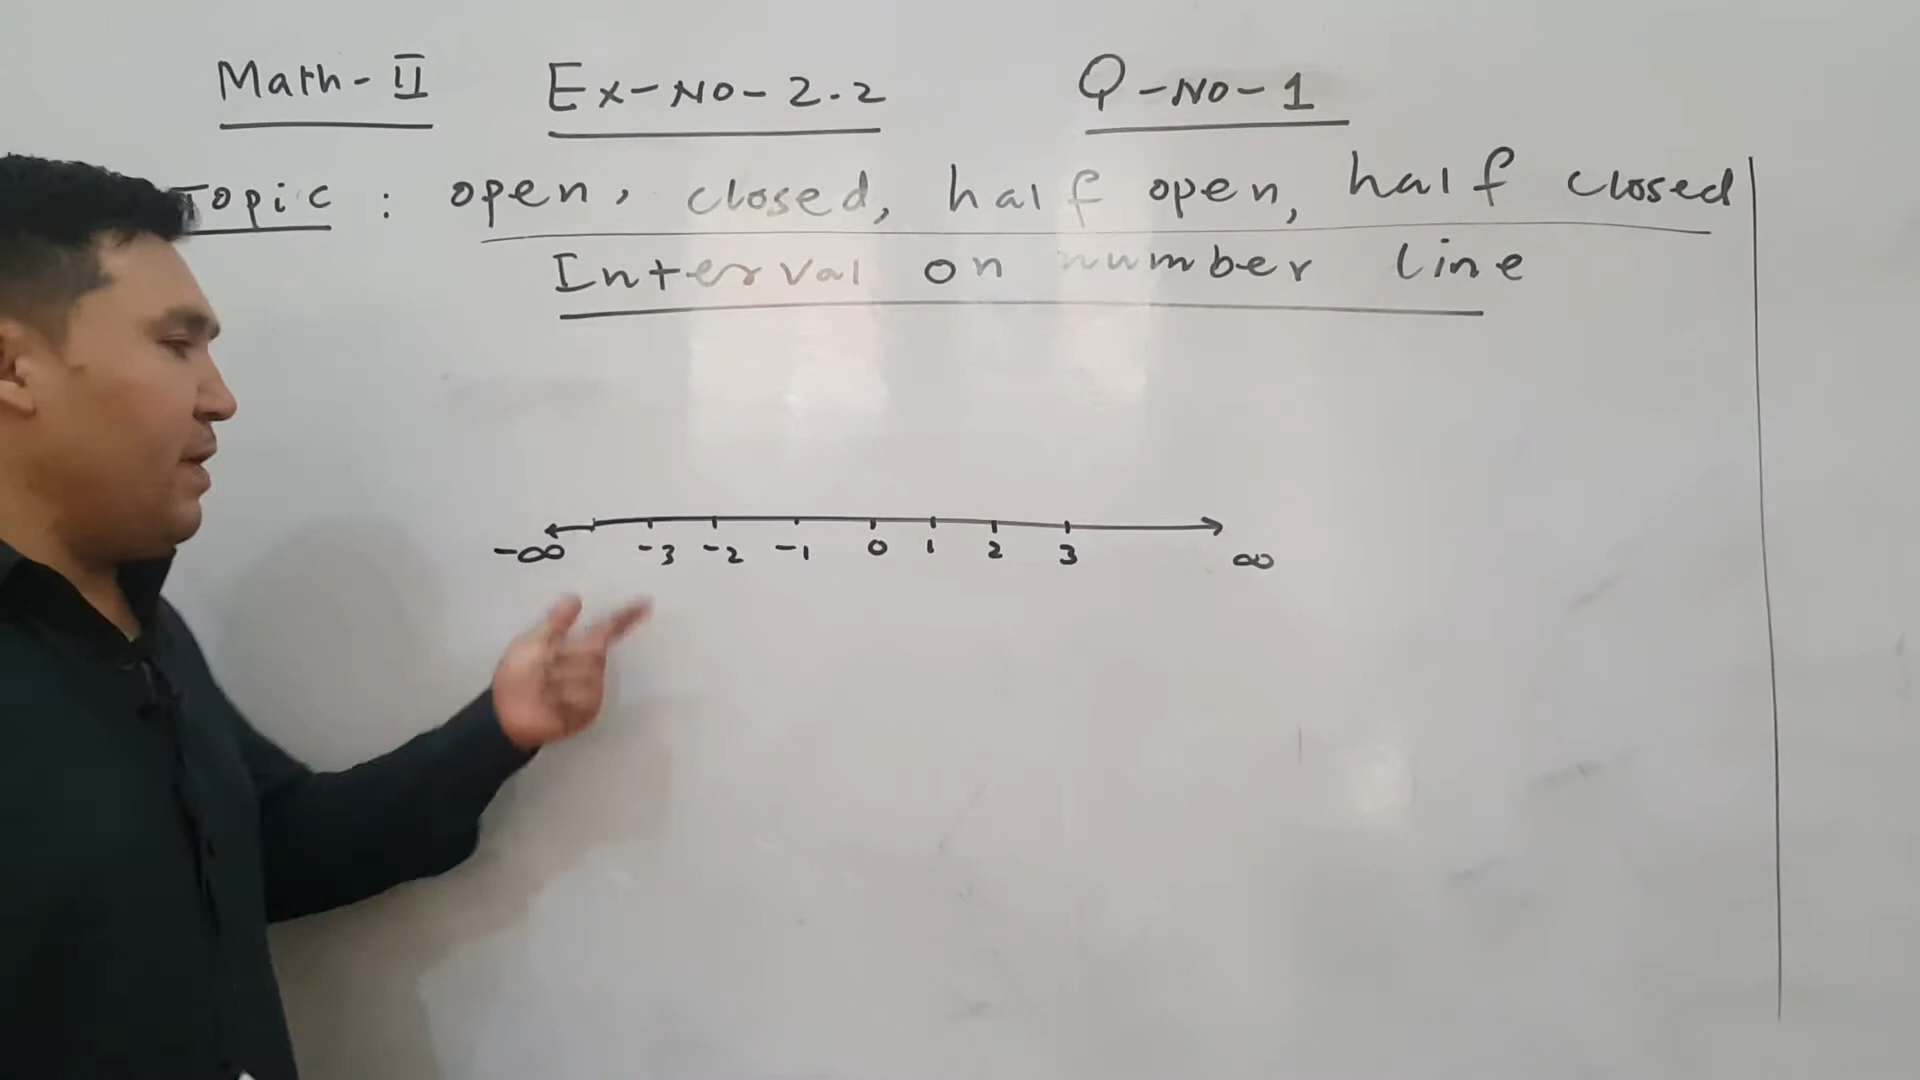 Math-II Ex-No-2.2 Q-No-1
Topic : open, closed, half open, half closed
Interval on number line
-∞ -3 -2 -1 0 1 2 3 ∞